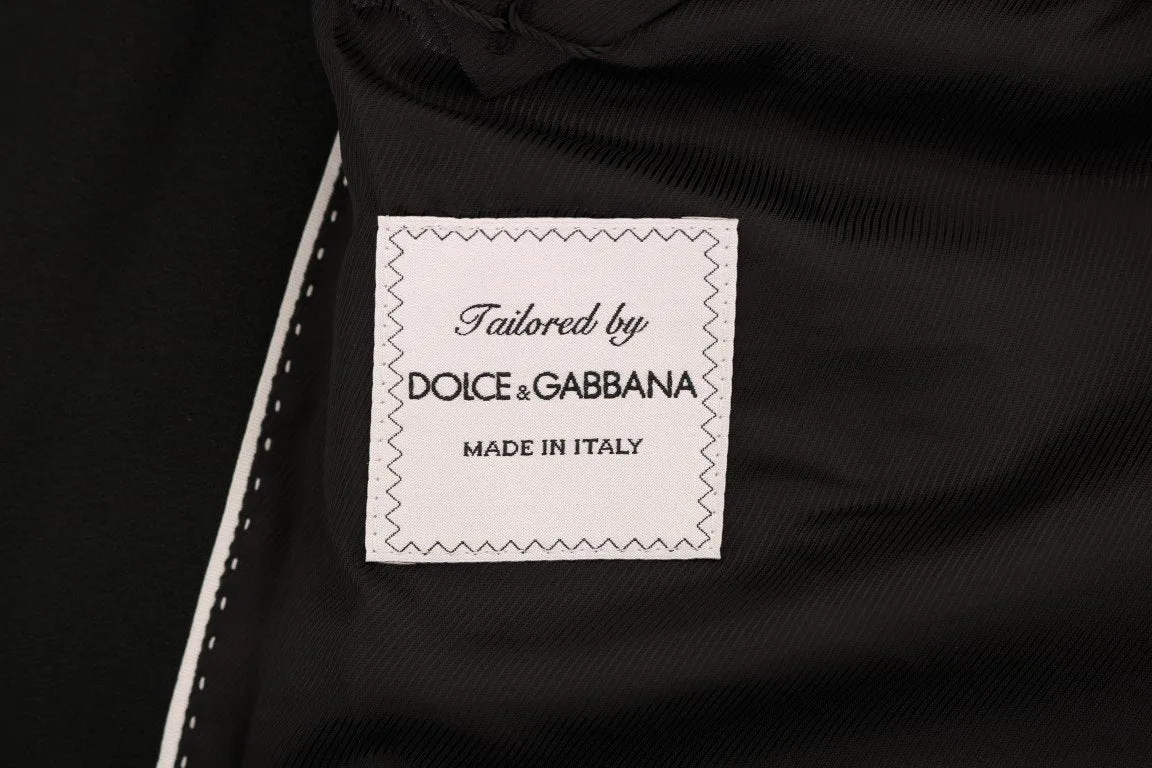 Tailored by
DOLCE & GABBANA
MADE IN ITALY